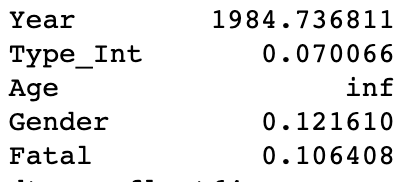 Year 1984.736811
Type_Int 0.070066
Age inf
Gender 0.121610
Fatal 0.106408